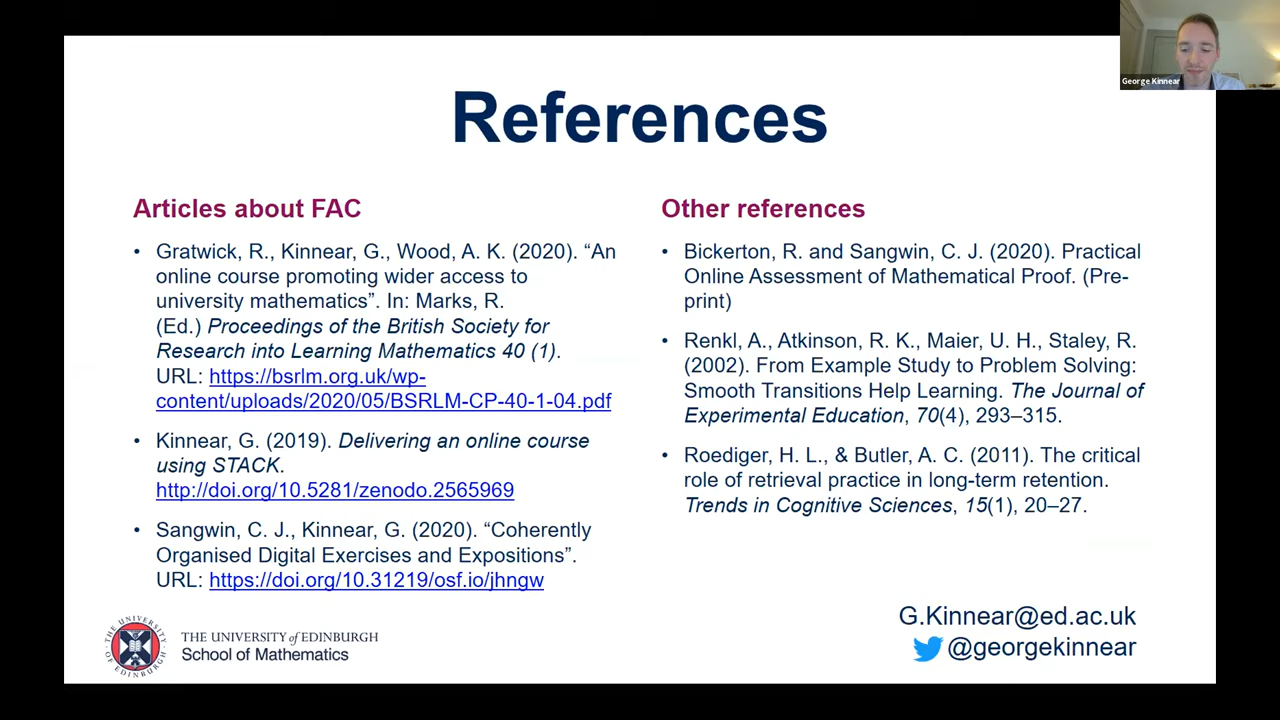 George Kinnear
References
Articles about FAC
• Gratwick, R., Kinnear, G., Wood, A. K. (2020). “An
online course promoting wider access to
university mathematics”. In: Marks, R.
(Ed.) Proceedings of the British Society for
Research into Learning Mathematics 40 (1).
URL: https://bsrlm.org.uk/wp-
content/uploads/2020/05/BSRLM-CP-40-1-04.pdf
• Kinnear, G. (2019). Delivering an online course
using STACK.
http://doi.org/10.5281/zenodo.2565969
• Sangwin, C. J., Kinnear, G. (2020). “Coherently
Organised Digital Exercises and Expositions”.
URL: https://doi.org/10.31219/osf.io/jhngw
Other references
• Bickerton, R. and Sangwin, C. J. (2020). Practical
Online Assessment of Mathematical Proof. (Pre-
print)
• Renkl, A., Atkinson, R. K., Maier, U. H., Staley, R.
(2002). From Example Study to Problem Solving:
Smooth Transitions Help Learning. The Journal of
Experimental Education, 70(4), 293–315.
• Roediger, H. L., & Butler, A. C. (2011). The critical
role of retrieval practice in long-term retention.
Trends in Cognitive Sciences, 15(1), 20–27.
THE UNIVERSITY OF EDINBURGH
THE UNIVERSITY of EDINBURGH
School of Mathematics
G.Kinnear@ed.ac.uk
@georgekinnear